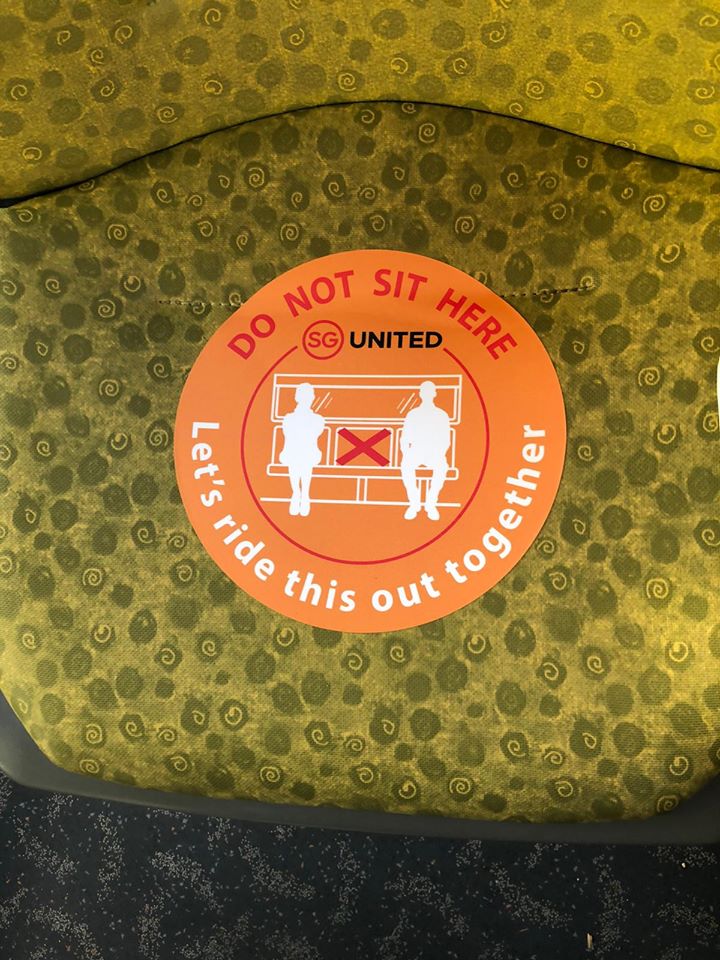 DO NOT SIT HERE
SG UNITED
Let's ride this out together